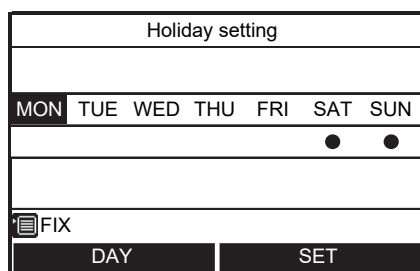 Holiday setting
MON TUE WED THU FRI SAT SUN
● ●
FIX
DAY SET